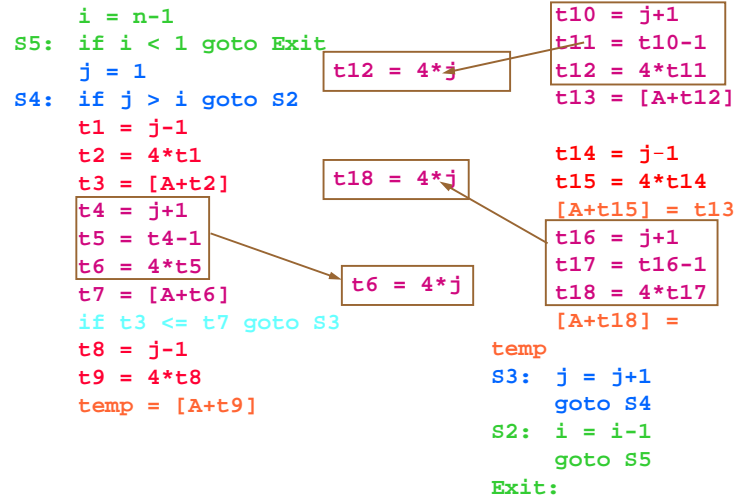 i = n-1
S5: if i < 1 goto Exit
j = 1
S4: if j > i goto S2
t1 = j-1
t2 = 4*t1
t3 = [A+t2]
t4 = j+1
t5 = t4-1
t6 = 4*t5
t7 = [A+t6]
if t3 <= t7 goto S3
t8 = j-1
t9 = 4*t8
temp = [A+t9]
t12 = 4*j
t18 = 4*j
t6 = 4*j
t10 = j+1
t11 = t10-1
t12 = 4*t11
t13 = [A+t12]
t14 = j-1
t15 = 4*t14
[A+t15] = t13
t16 = j+1
t17 = t16-1
t18 = 4*t17
[A+t18] =
temp
S3: j = j+1
goto S4
S2: i = i-1
goto S5
Exit: